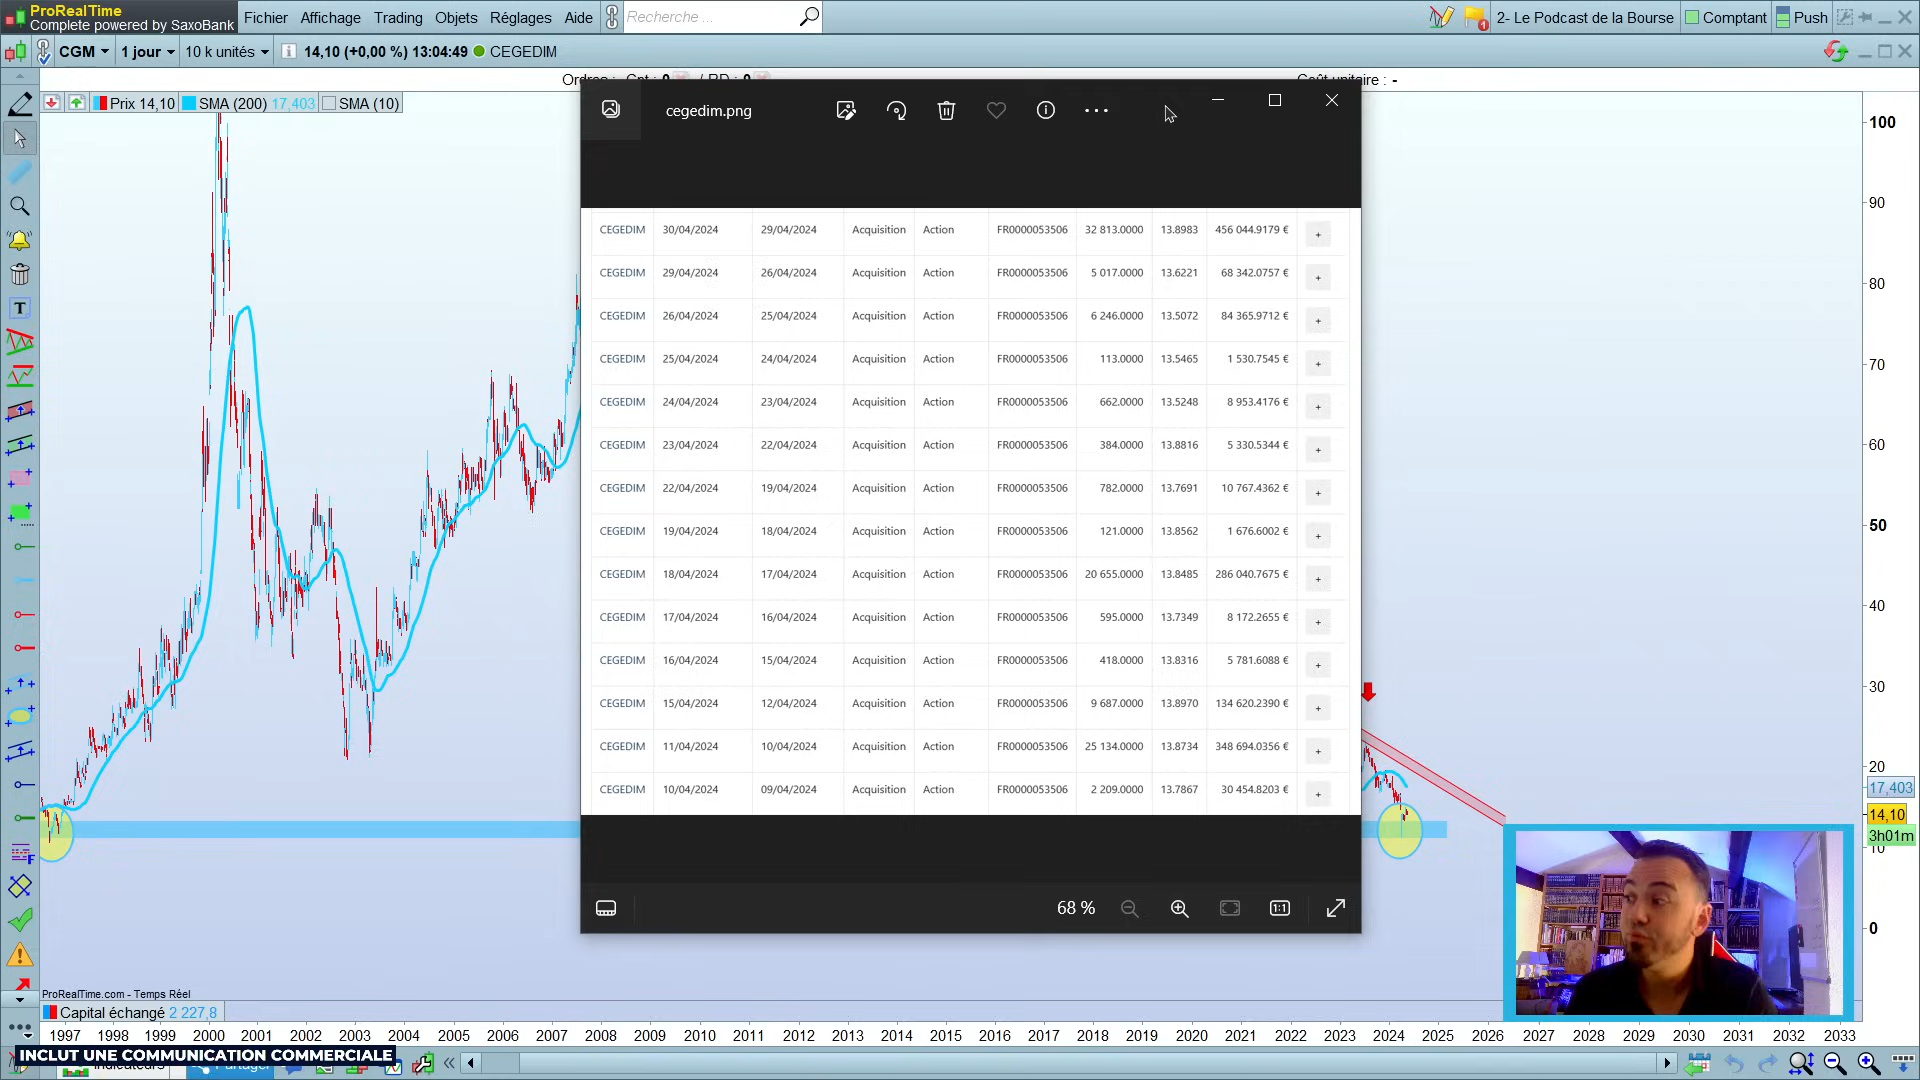 ProRealTime
Complete powered by SaxoBank
Fichier Affichage Trading Objets Réglages Aide
Recherche ...
2- Le Podcast de la Bourse Comptant Push
CGM 1 jour 10 k unités 14,10 (+0,00 %) 13:04:49 CEGEDIM
Coût unitaire : -
Prix 14,10 SMA (200) 17,403 SMA (10)
cegedim.png
CEGEDIM 30/04/2024 29/04/2024 Acquisition Action FR0000053506 32 813.0000 13.8983 456 044.9179 € +
CEGEDIM 29/04/2024 26/04/2024 Acquisition Action FR0000053506 5 017.0000 13.6221 68 342.0757 € +
CEGEDIM 26/04/2024 25/04/2024 Acquisition Action FR0000053506 6 246.0000 13.5072 84 365.9712 € +
CEGEDIM 25/04/2024 24/04/2024 Acquisition Action FR0000053506 113.0000 13.5465 1 530.7545 € +
CEGEDIM 24/04/2024 23/04/2024 Acquisition Action FR0000053506 662.0000 13.5248 8 953.4176 € +
CEGEDIM 23/04/2024 22/04/2024 Acquisition Action FR0000053506 384.0000 13.8816 5 330.5344 € +
CEGEDIM 22/04/2024 19/04/2024 Acquisition Action FR0000053506 782.0000 13.7691 10 767.4362 € +
CEGEDIM 19/04/2024 18/04/2024 Acquisition Action FR0000053506 121.0000 13.8562 1 676.6002 € +
CEGEDIM 18/04/2024 17/04/2024 Acquisition Action FR0000053506 20 655.0000 13.8485 286 040.7675 € +
CEGEDIM 17/04/2024 16/04/2024 Acquisition Action FR0000053506 595.0000 13.7349 8 172.2655 € +
CEGEDIM 16/04/2024 15/04/2024 Acquisition Action FR0000053506 418.0000 13.8316 5 781.6088 € +
CEGEDIM 15/04/2024 12/04/2024 Acquisition Action FR0000053506 9 687.0000 13.8970 134 620.2390 € +
CEGEDIM 11/04/2024 10/04/2024 Acquisition Action FR0000053506 25 134.0000 13.8734 348 694.0356 € +
CEGEDIM 10/04/2024 09/04/2024 Acquisition Action FR0000053506 2 209.0000 13.7867 30 454.8203 € +
68 %
100
90
80
70
60
50
40
30
20
17,403
14,10
3h01m
10
0
ProRealTime.com - Temps Réel
Capital échangé 2 227,8
1997 1998 1999 2000 2001 2002 2003 2004 2005 2006 2007 2008 2009 2010 2011 2012 2013 2014 2015 2016 2017 2018 2019 2020 2021 2022 2023 2024 2025 2026 2027 2028 2029 2030 2031 2032 2033
INCLUT UNE COMMUNICATION COMMERCIALE